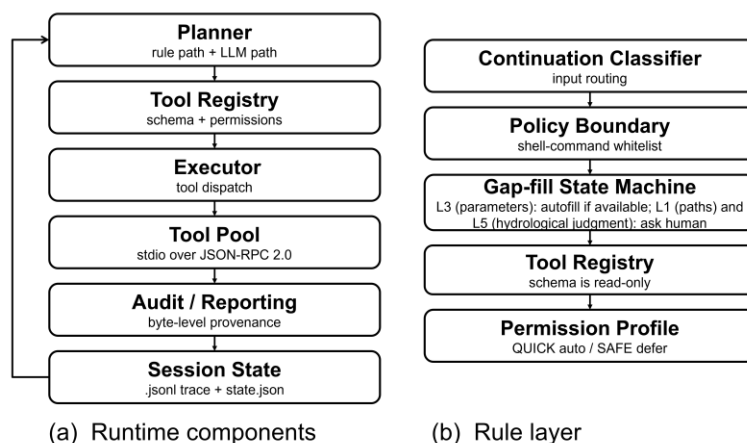 Planner
rule path + LLM path
Tool Registry
schema + permissions
Executor
tool dispatch
Tool Pool
stdio over JSON-RPC 2.0
Audit / Reporting
byte-level provenance
Session State
.jsonl trace + state.json
(a) Runtime components
Continuation Classifier
input routing
Policy Boundary
shell-command whitelist
Gap-fill State Machine
L3 (parameters): autofill if available; L1 (paths) and
L5 (hydrological judgment): ask human
Tool Registry
schema is read-only
Permission Profile
QUICK auto / SAFE defer
(b) Rule layer